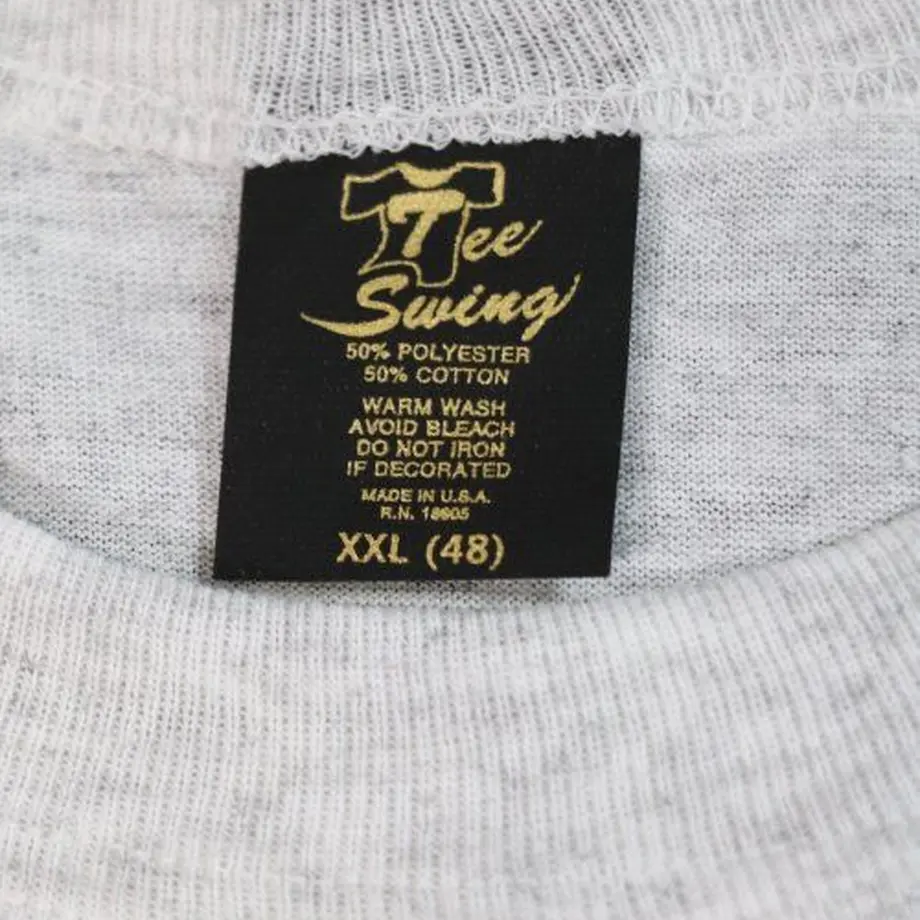 Tee
Swing
50% POLYESTER
50% COTTON
WARM WASH
AVOID BLEACH
DO NOT IRON
IF DECORATED
MADE IN U.S.A.
R.N. 18905
XXL (48)